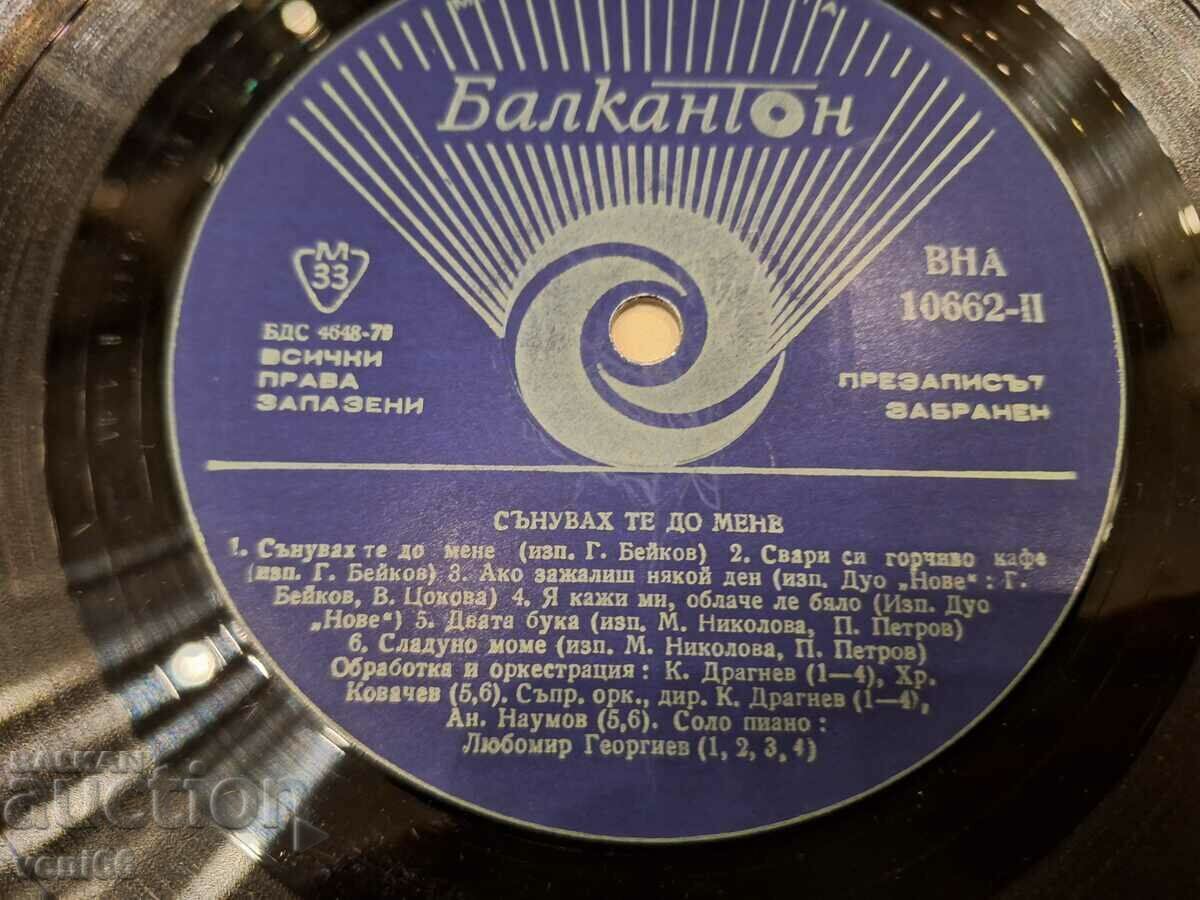 М А
Балкантон
М
33
БДС 4648-79
ВСИЧКИ
ПРАВА
ЗАПАЗЕНИ
ВНА
10662-II
ПРЕЗАПИСЪТ
ЗАБРАНЕН
СЪНУВАХ ТЕ ДО МЕНЕ
1. Сънувах те до мене (изп. Г. Бейков) 2. Свари си горчиво кафе
(изп. Г. Бейков) 3. Ако зажалиш някой ден (изп. Дуо „Нове“ : Г.
Бейков, В. Цокова) 4. Я кажи ми, облаче ле бяло (Изп. Дуо
„Нове“) 5. Двата бука (изп. М. Николова, П. Петров)
6. Сладуно моме (изп. М. Николова, П. Петров)
Обработка и оркестрация : К. Драгнев (1—4), Хр.
Ковачев (5,6). Съпр. орк., дир. К. Драгнев (1—4),
Ан. Наумов (5,6). Соло пиано :
Любомир Георгиев (1, 2, 3, 4)
BALKAN
auction
veni66